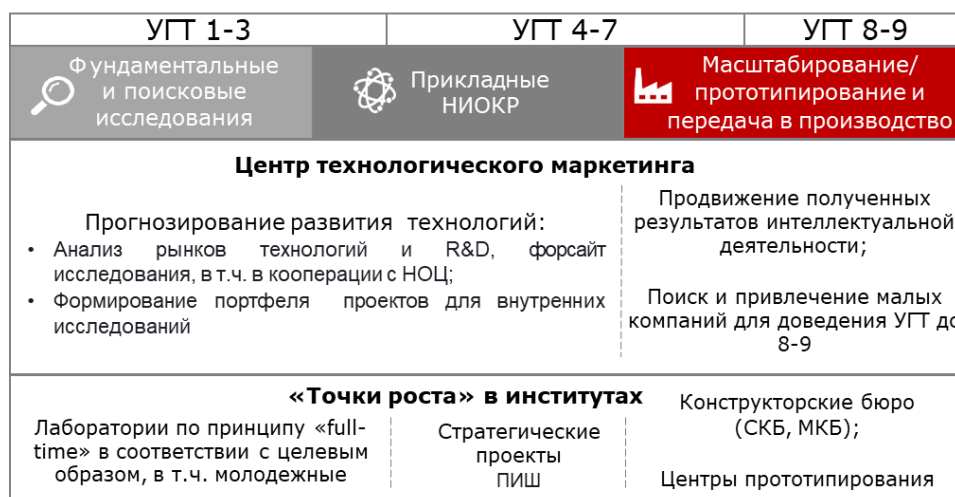 УГТ 1-3
УГТ 4-7
УГТ 8-9
Фундаментальные
и поисковые
исследования
Прикладные
НИОКР
Масштабирование/
прототипирование и
передача в производство
Центр технологического маркетинга
Прогнозирование развития технологий:
• Анализ рынков технологий и R&D, форсайт
исследования, в т.ч. в кооперации с НОЦ;
• Формирование портфеля проектов для внутренних
исследований
Продвижение полученных
результатов интеллектуальной
деятельности;
Поиск и привлечение малых
компаний для доведения УГТ до
8-9
«Точки роста» в институтах
Лаборатории по принципу «full-
time» в соответствии с целевым
образом, в т.ч. молодежные
Стратегические
проекты
ПИШ
Конструкторские бюро
(СКБ, МКБ);
Центры прототипирования